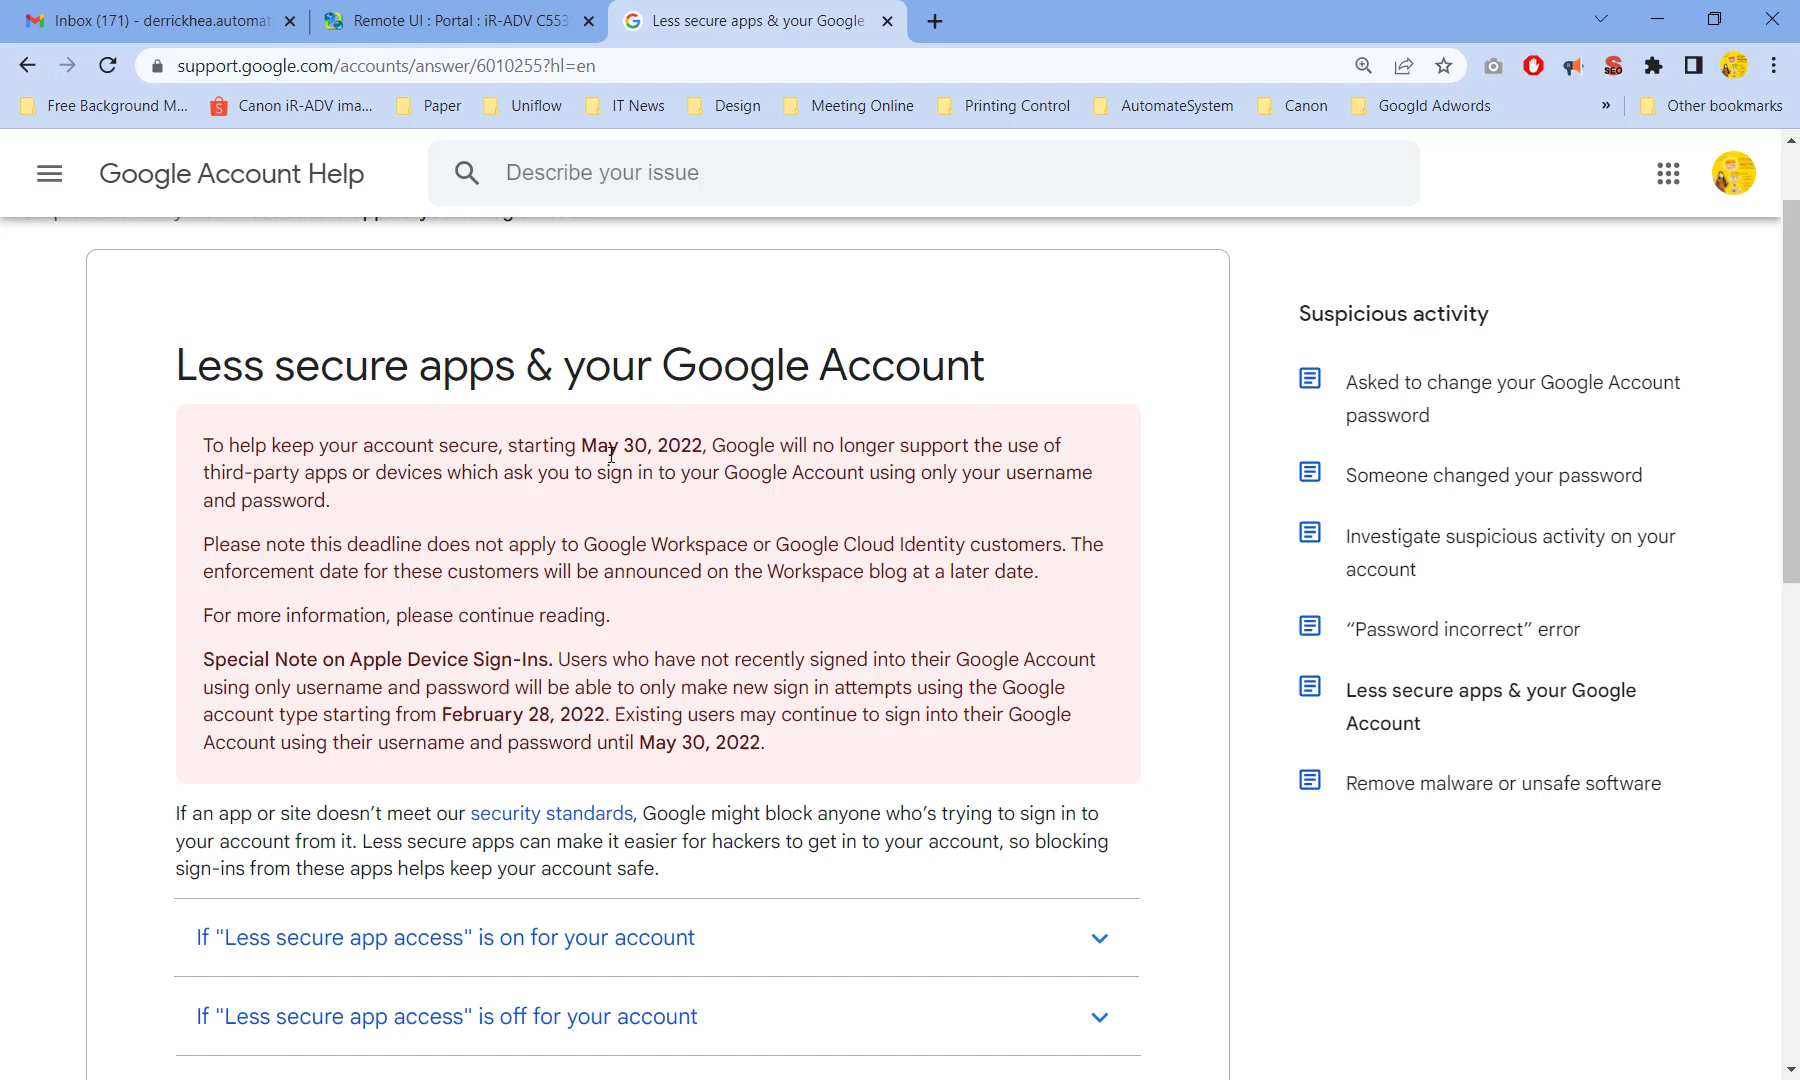 Inbox (171) - derrickhea.automat
Remote UI : Portal : iR-ADV C553
Less secure apps & your Google
support.google.com/accounts/answer/6010255?hl=en
Free Background M...
Canon iR-ADV ima...
Paper
Uniflow
IT News
Design
Meeting Online
Printing Control
AutomateSystem
Canon
Googld Adwords
»
Other bookmarks
Google Account Help
Describe your issue
Less secure apps & your Google Account
To help keep your account secure, starting May 30, 2022, Google will no longer support the use of
third-party apps or devices which ask you to sign in to your Google Account using only your username
and password.
Please note this deadline does not apply to Google Workspace or Google Cloud Identity customers. The
enforcement date for these customers will be announced on the Workspace blog at a later date.
For more information, please continue reading.
Special Note on Apple Device Sign-Ins. Users who have not recently signed into their Google Account
using only username and password will be able to only make new sign in attempts using the Google
account type starting from February 28, 2022. Existing users may continue to sign into their Google
Account using their username and password until May 30, 2022.
If an app or site doesn’t meet our security standards, Google might block anyone who’s trying to sign in to
your account from it. Less secure apps can make it easier for hackers to get in to your account, so blocking
sign-ins from these apps helps keep your account safe.
If "Less secure app access" is on for your account
If "Less secure app access" is off for your account
Suspicious activity
Asked to change your Google Account
password
Someone changed your password
Investigate suspicious activity on your
account
“Password incorrect” error
Less secure apps & your Google
Account
Remove malware or unsafe software